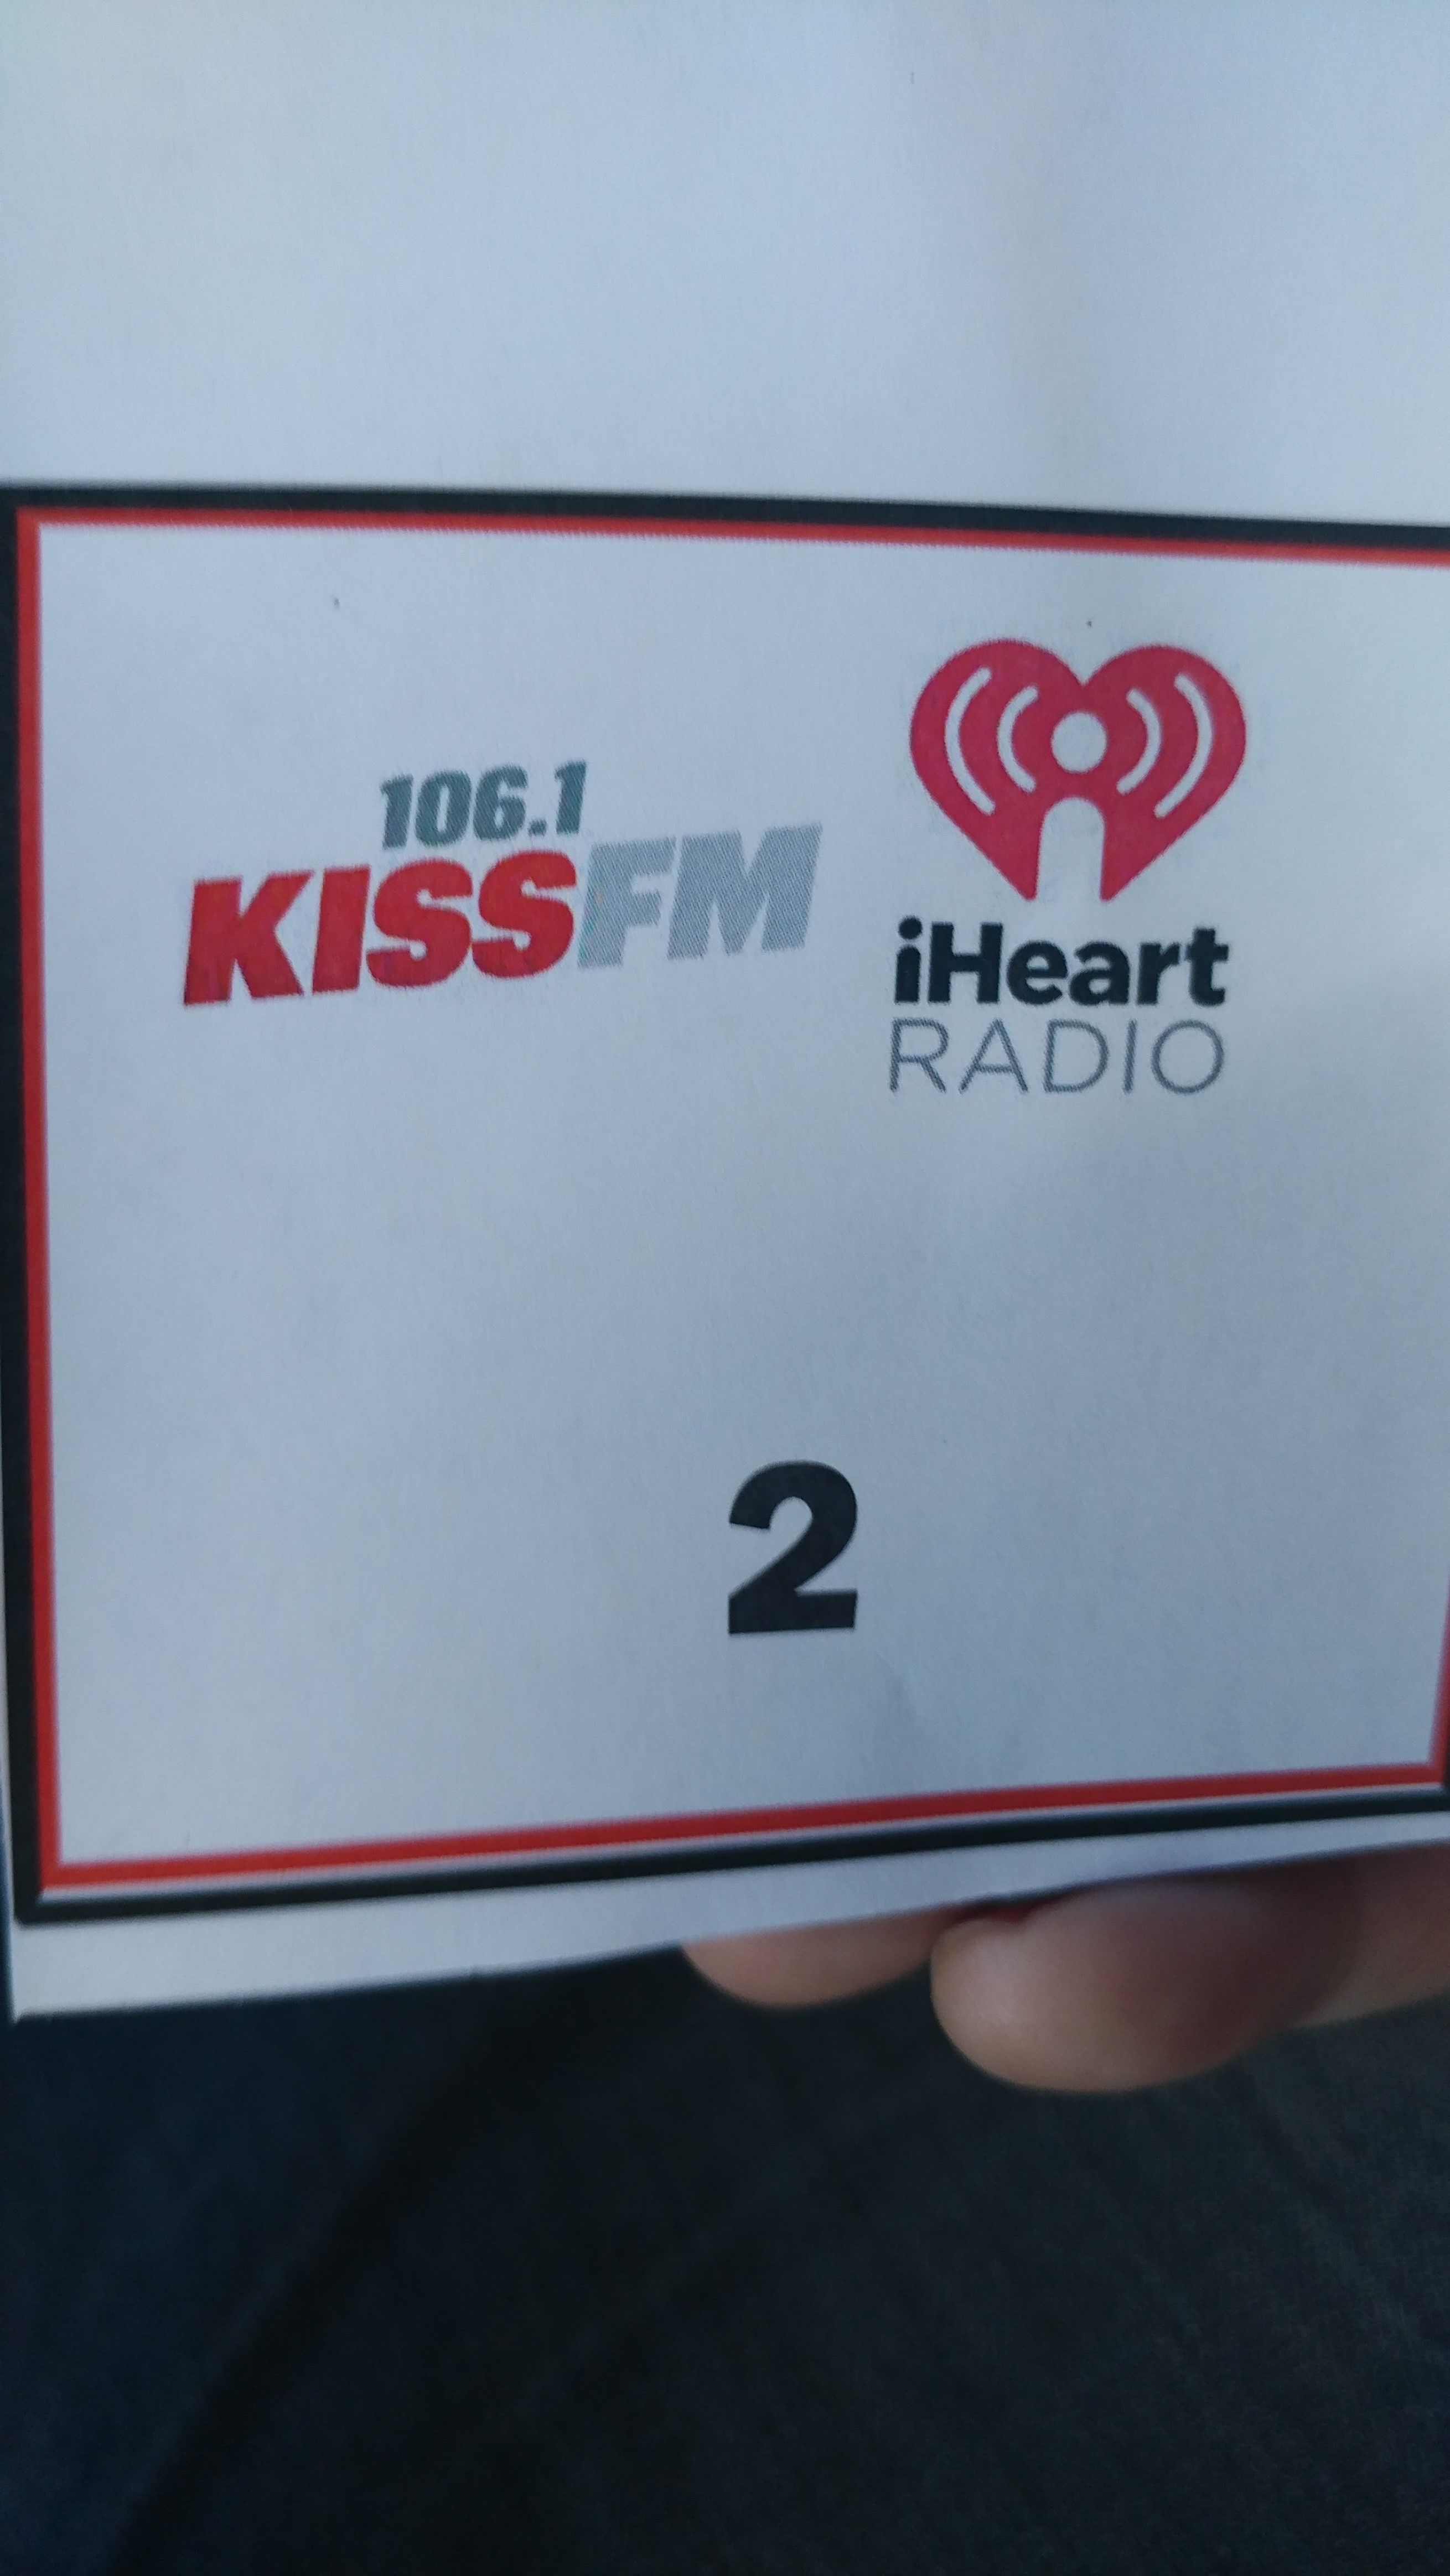 106.1
KISSFM
iHeart
RADIO
2